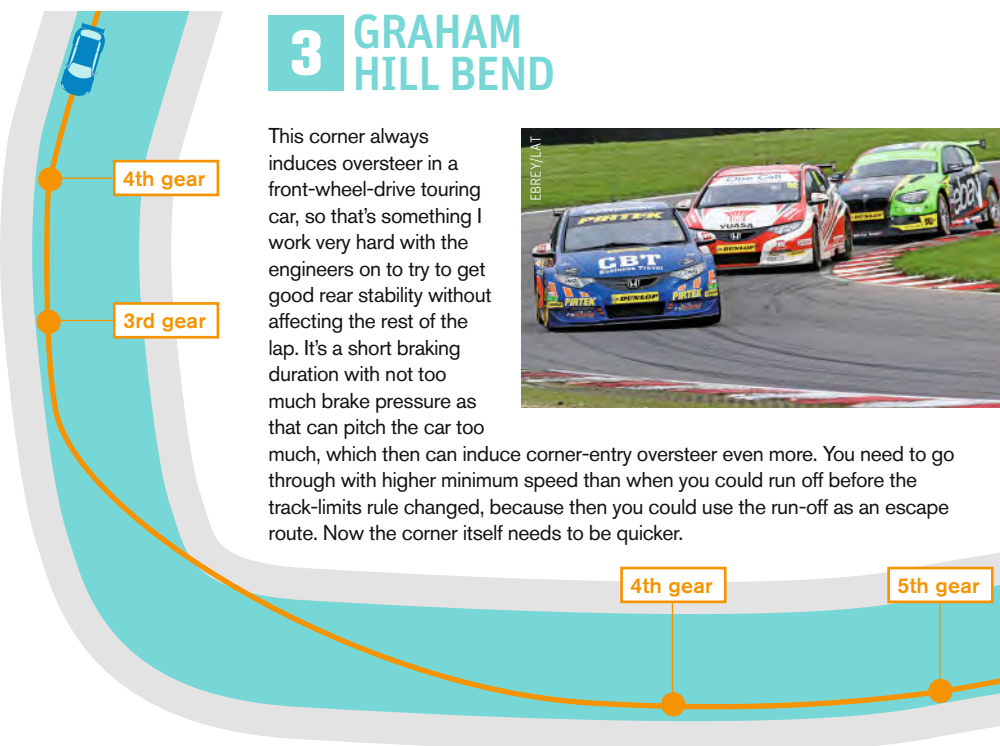 3
GRAHAM
HILL BEND
This corner always
induces oversteer in a
front-wheel-drive touring
car, so that's something I
work very hard with the
engineers on to try to get
good rear stability without
affecting the rest of the
lap. It's a short braking
duration with not too
much brake pressure as
that can pitch the car too
much, which then can induce corner-entry oversteer even more. You need to go
through with higher minimum speed than when you could run off before the
track-limits rule changed, because then you could use the run-off as an escape
route. Now the corner itself needs to be quicker.
4th gear
3rd gear
4th gear
5th gear
EBREY/LAT
PIRTEK
CBT
Business Travel
PIRTEK
DUNLOP
PIRTEK
One Call
YUASA
DUNLOP
DUNLOP
ebay